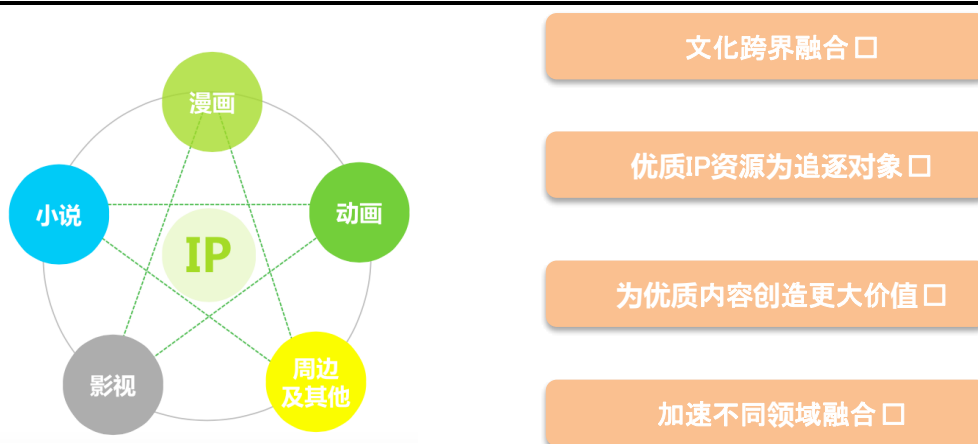 漫画
小说
动画
IP
影视
周边
及其他
文化跨界融合
优质IP资源为追逐对象
为优质内容创造更大价值
加速不同领域融合